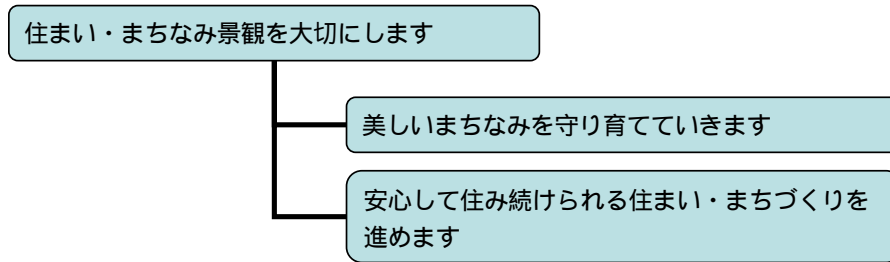 住まい・まちなみ景観を大切にします
美しいまちなみを守り育てていきます
安心して住み続けられる住まい・まちづくりを
進めます